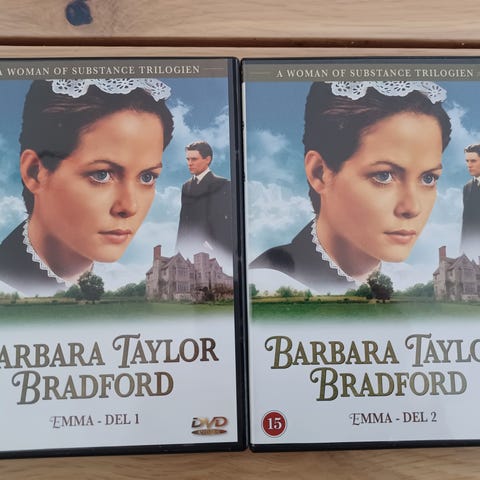 A WOMAN OF SUBSTANCE TRILOGIEN
ARBARA TAYLOR
BRADFORD
EMMA - DEL 1
DVD
A WOMAN OF SUBSTANCE TRILOGIEN
BARBARA TAYLO
BRADFORD
EMMA - DEL 2
15